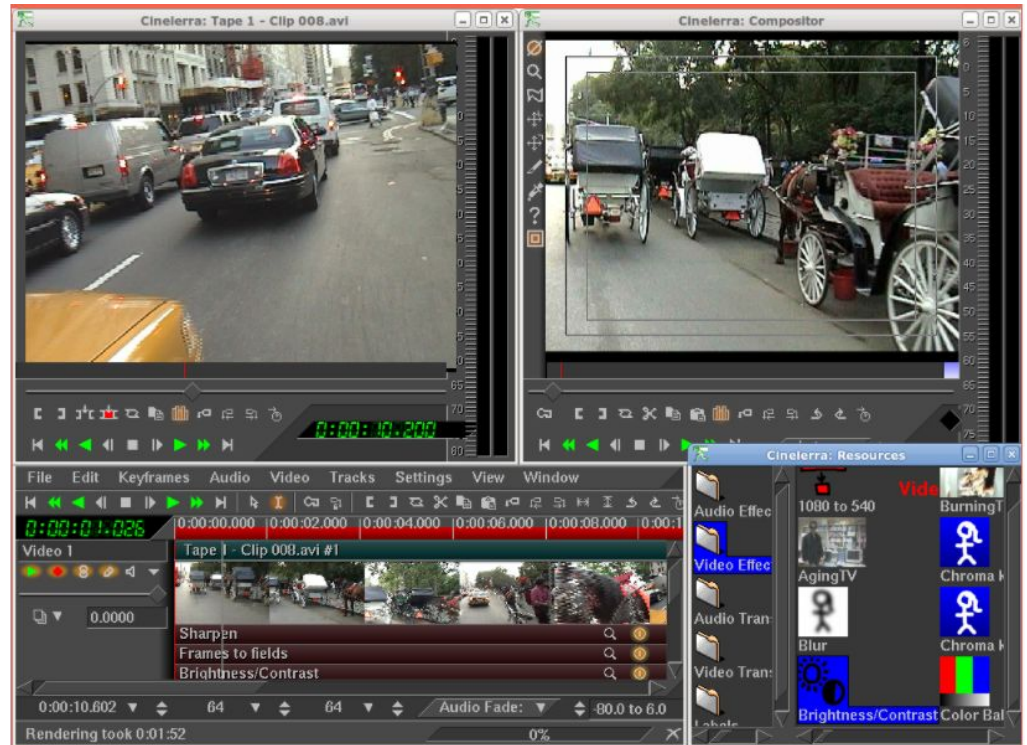 Cinelerra: Tape 1 - Clip 008.avi
Cinelerra: Compositor
0:00:10.200
File Edit Keyframes Audio Video Tracks Settings View Window
Cinelerra: Resources
0:00:01.026
0:00:00.000 0:00:02.000 0:00:04.000 0:00:06.000 0:00:08.000 0:00:1
Video 1
Tape 1 - Clip 008.avi #1
0.0000
Sharpen
Frames to fields
Brightness/Contrast
0:00:10.602 64 64 Audio Fade: -80.0 to 6.0
Rendering took 0:01:52
0%
Audio Effec
Video Effec
Audio Tran
Video Trans
Labels
Vide
1080 to 540
BurningT
AgingTV
Chroma k
Blur
Chroma k
Brightness/Contrast
Color Bal